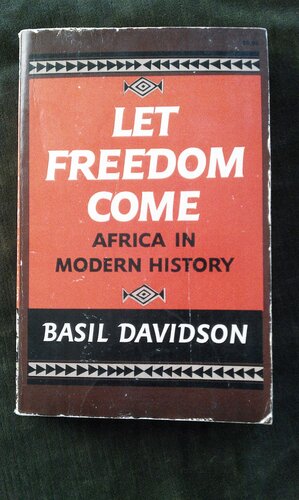 LET
FREEDOM
COME
AFRICA IN
MODERN HISTORY
BASIL DAVIDSON